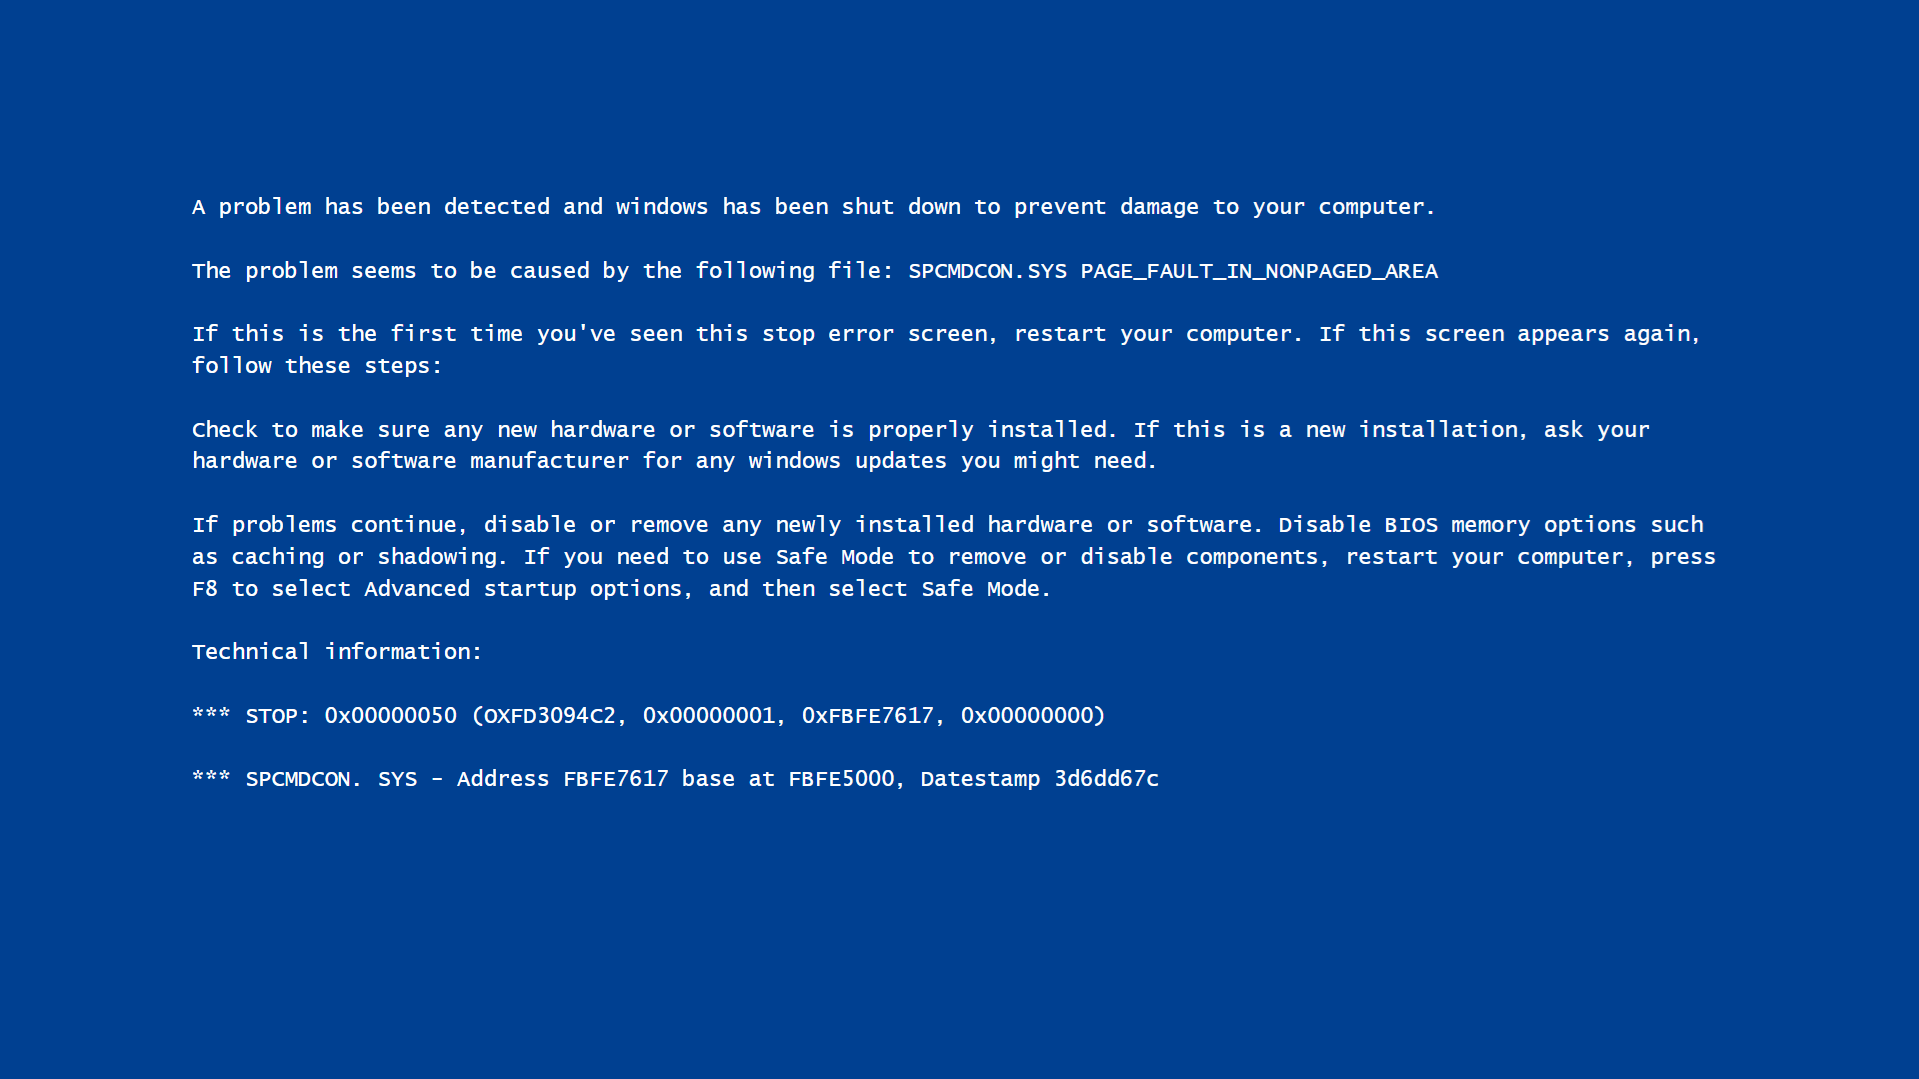 A problem has been detected and windows has been shut down to prevent damage to your computer.
The problem seems to be caused by the following file: SPCMDCON.SYS PAGE_FAULT_IN_NONPAGED_AREA
If this is the first time you've seen this stop error screen, restart your computer. If this screen appears again,
follow these steps:
Check to make sure any new hardware or software is properly installed. If this is a new installation, ask your
hardware or software manufacturer for any windows updates you might need.
If problems continue, disable or remove any newly installed hardware or software. Disable BIOS memory options such
as caching or shadowing. If you need to use Safe Mode to remove or disable components, restart your computer, press
F8 to select Advanced startup options, and then select Safe Mode.
Technical information:
*** STOP: 0x00000050 (OXFD3094C2, 0x00000001, 0xFBFE7617, 0x00000000)
*** SPCMDCON. SYS – Address FBFE7617 base at FBFE5000, Datestamp 3d6dd67c